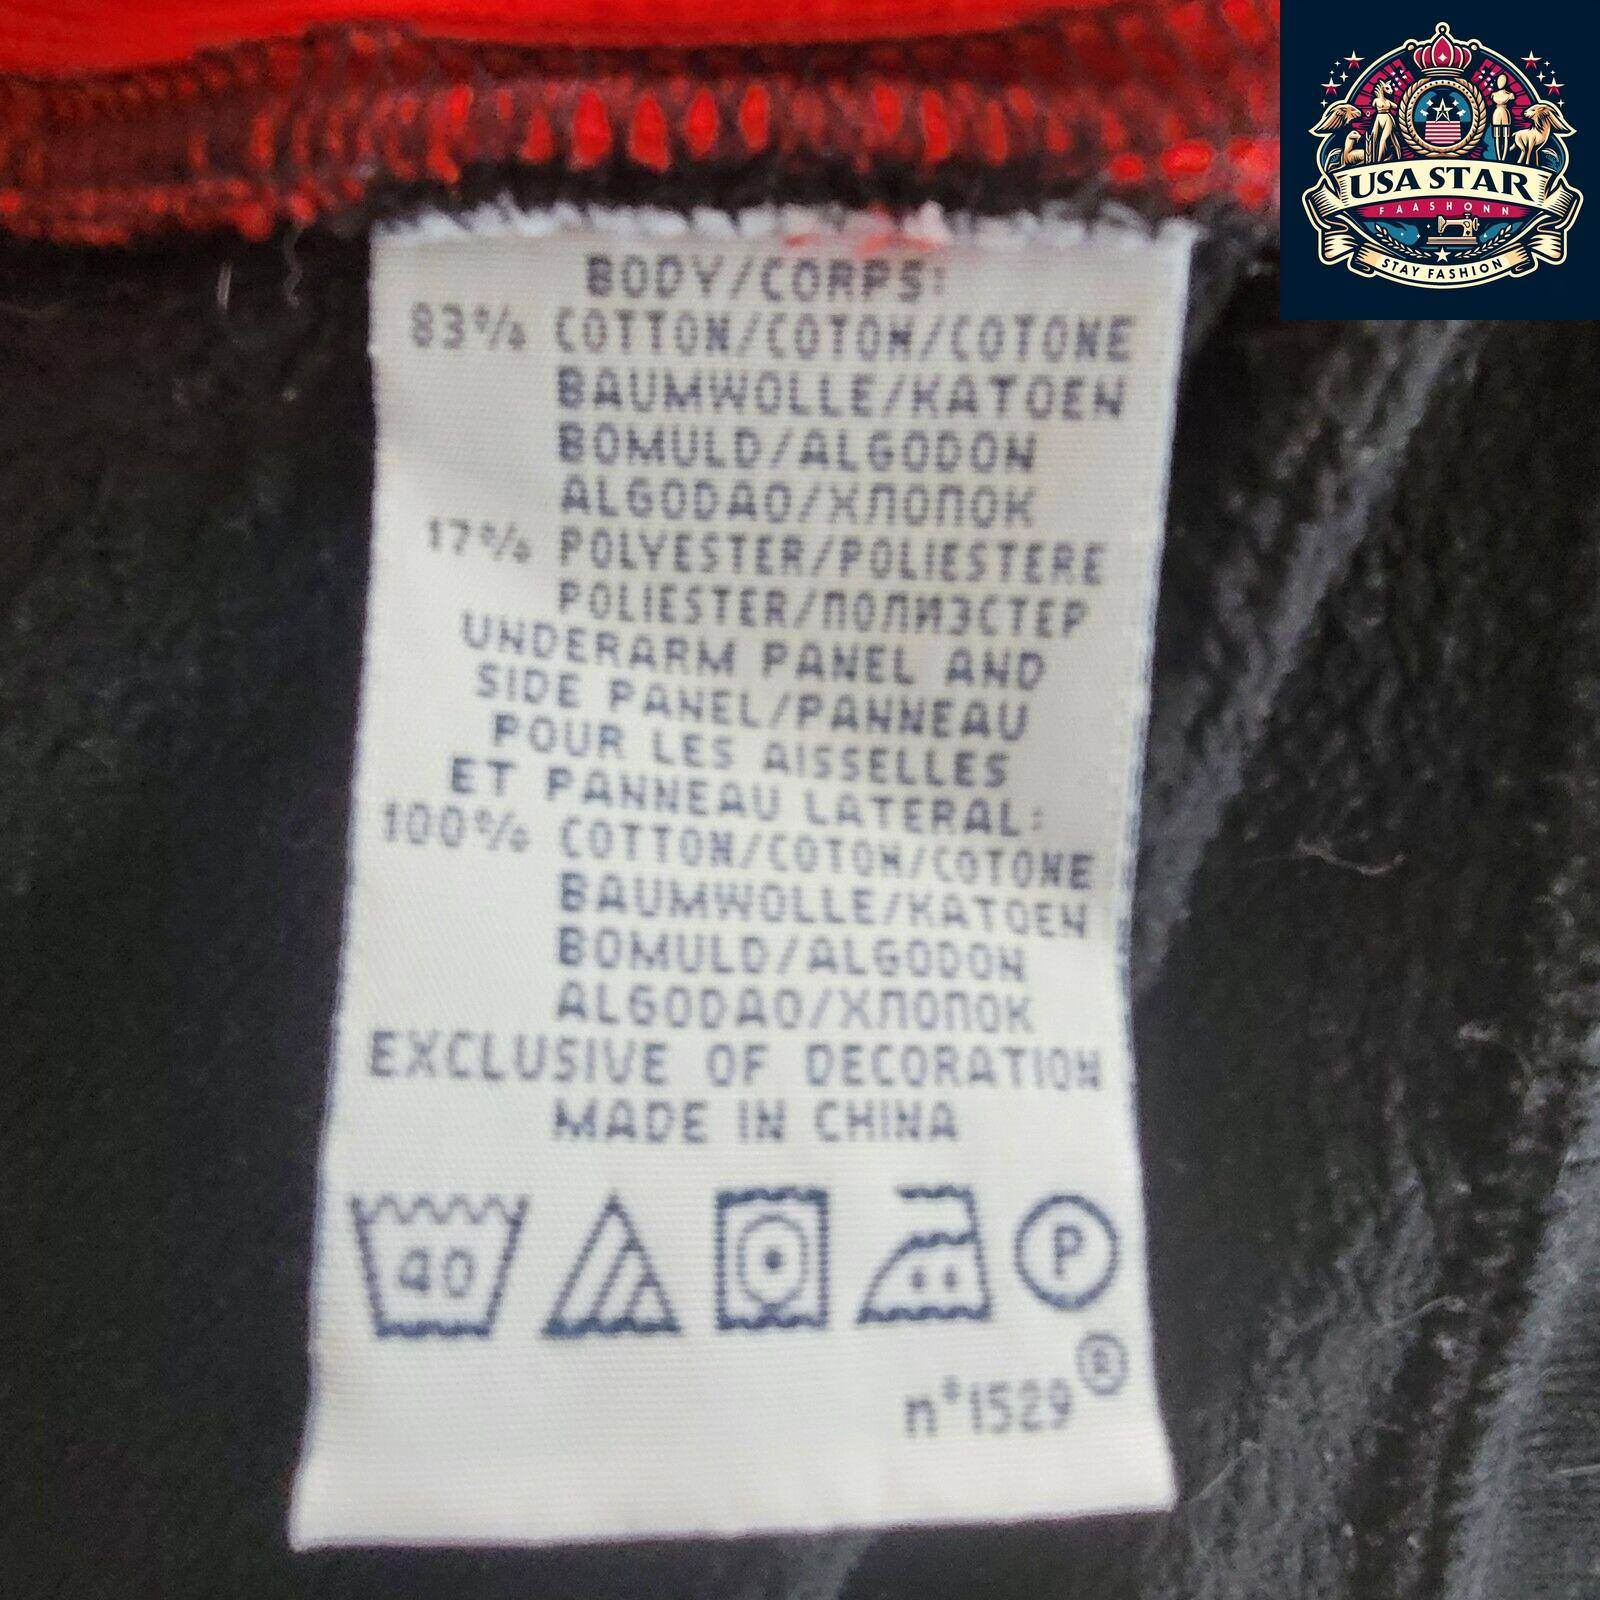 USA STAR
FAASHONN
STAY FASHION
BODY/CORPS:
83% COTTON/COTON/COTONE
BAUMWOLLE/KATOEN
BOMULD/ALGODON
ALGODAO/ХЛОПОК
17% POLYESTER/POLIESTERE
POLIESTER/ПОЛИЭСТЕР
UNDERARM PANEL AND
SIDE PANEL/PANNEAU
POUR LES AISSELLES
ET PANNEAU LATERAL:
100% COTTON/COTON/COTONE
BAUMWOLLE/KATOEN
BOMULD/ALGODON
ALGODAO/ХЛОПОК
EXCLUSIVE OF DECORATION
MADE IN CHINA
40 P
®
n°1529